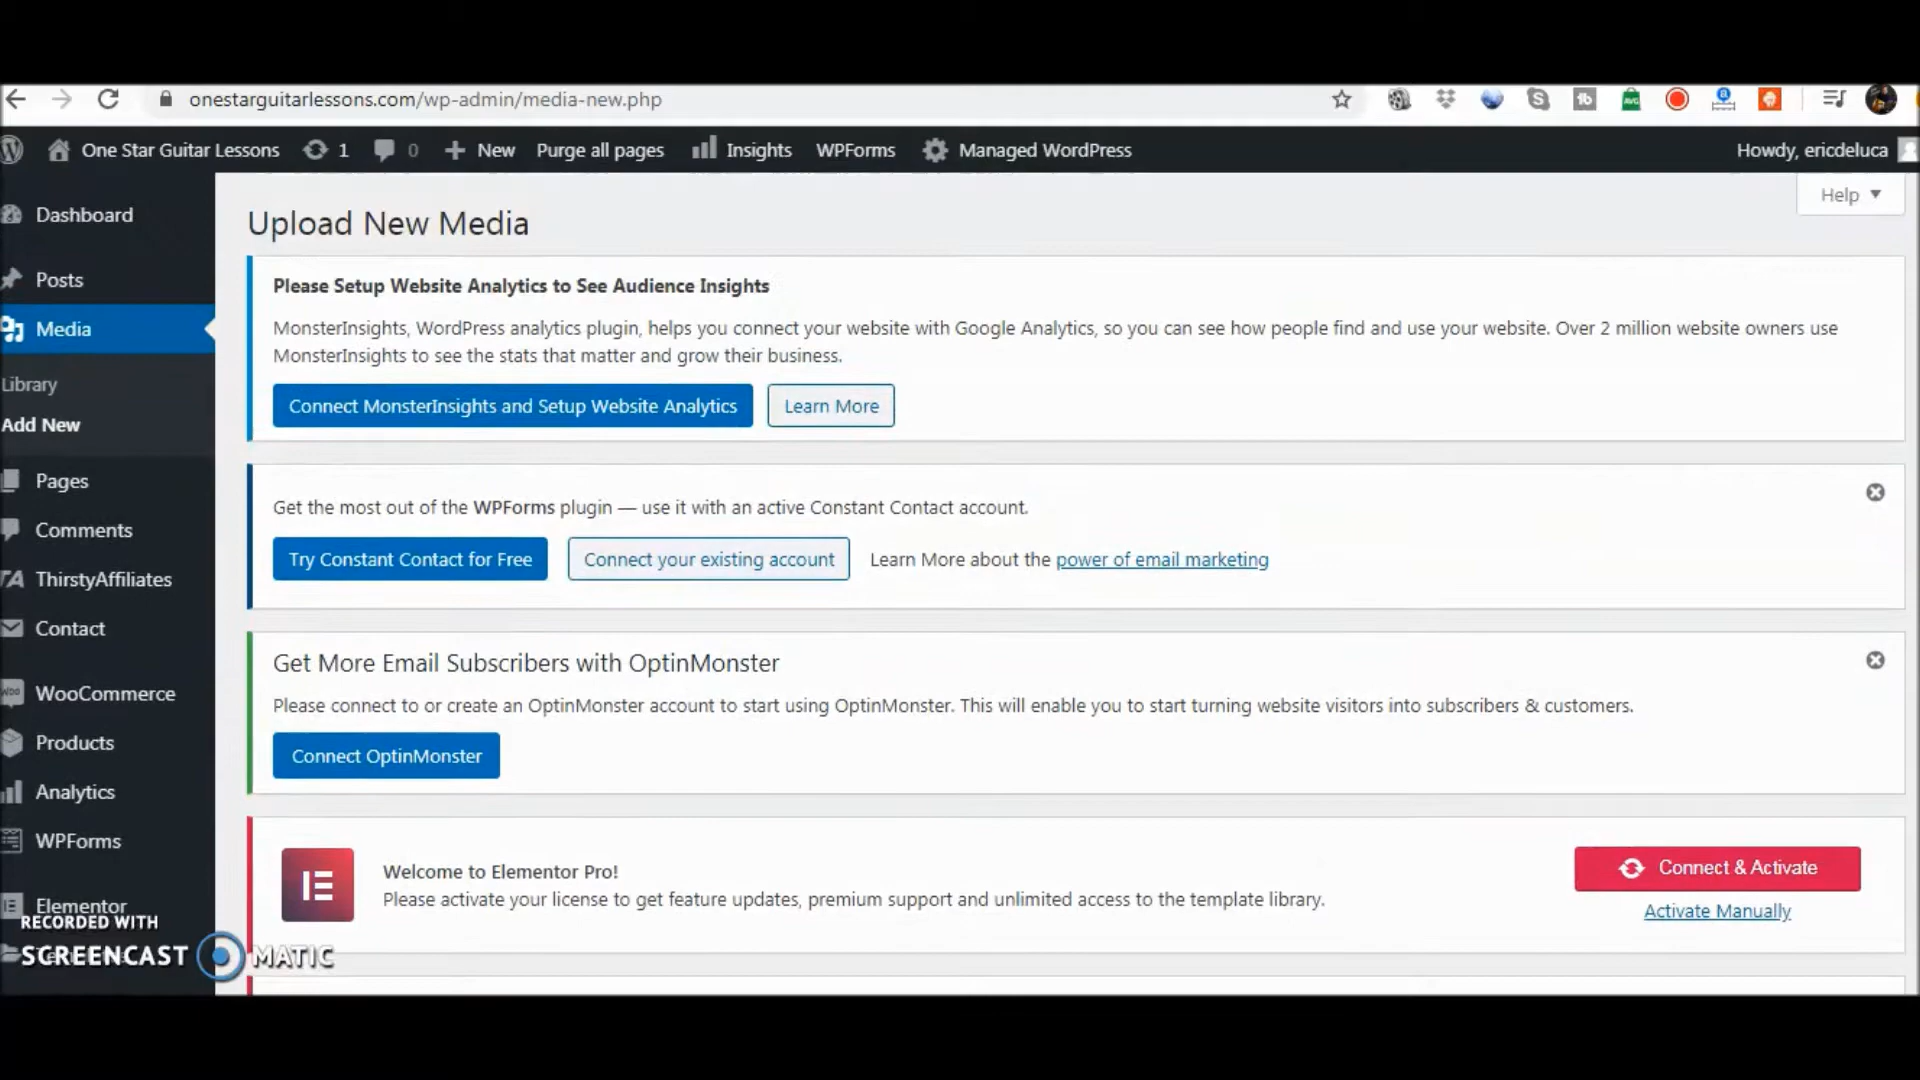 onestarguitarlessons.com/wp-admin/media-new.php
One Star Guitar Lessons 1 0 New Purge all pages Insights WPForms Managed WordPress Howdy, ericdeluca
Help
Dashboard
Posts
Media
Library
Add New
Pages
Comments
TA ThirstyAffiliates
Contact
WooCommerce
Products
Analytics
WPForms
Elementor
Upload New Media
Please Setup Website Analytics to See Audience Insights
MonsterInsights, WordPress analytics plugin, helps you connect your website with Google Analytics, so you can see how people find and use your website. Over 2 million website owners use
MonsterInsights to see the stats that matter and grow their business.
Connect MonsterInsights and Setup Website Analytics Learn More
Get the most out of the WPForms plugin — use it with an active Constant Contact account.
Try Constant Contact for Free Connect your existing account Learn More about the power of email marketing
Get More Email Subscribers with OptinMonster
Please connect to or create an OptinMonster account to start using OptinMonster. This will enable you to start turning website visitors into subscribers & customers.
Connect OptinMonster
Welcome to Elementor Pro!
Please activate your license to get feature updates, premium support and unlimited access to the template library.
Connect & Activate
Activate Manually
RECORDED WITH
SCREENCAST MATIC